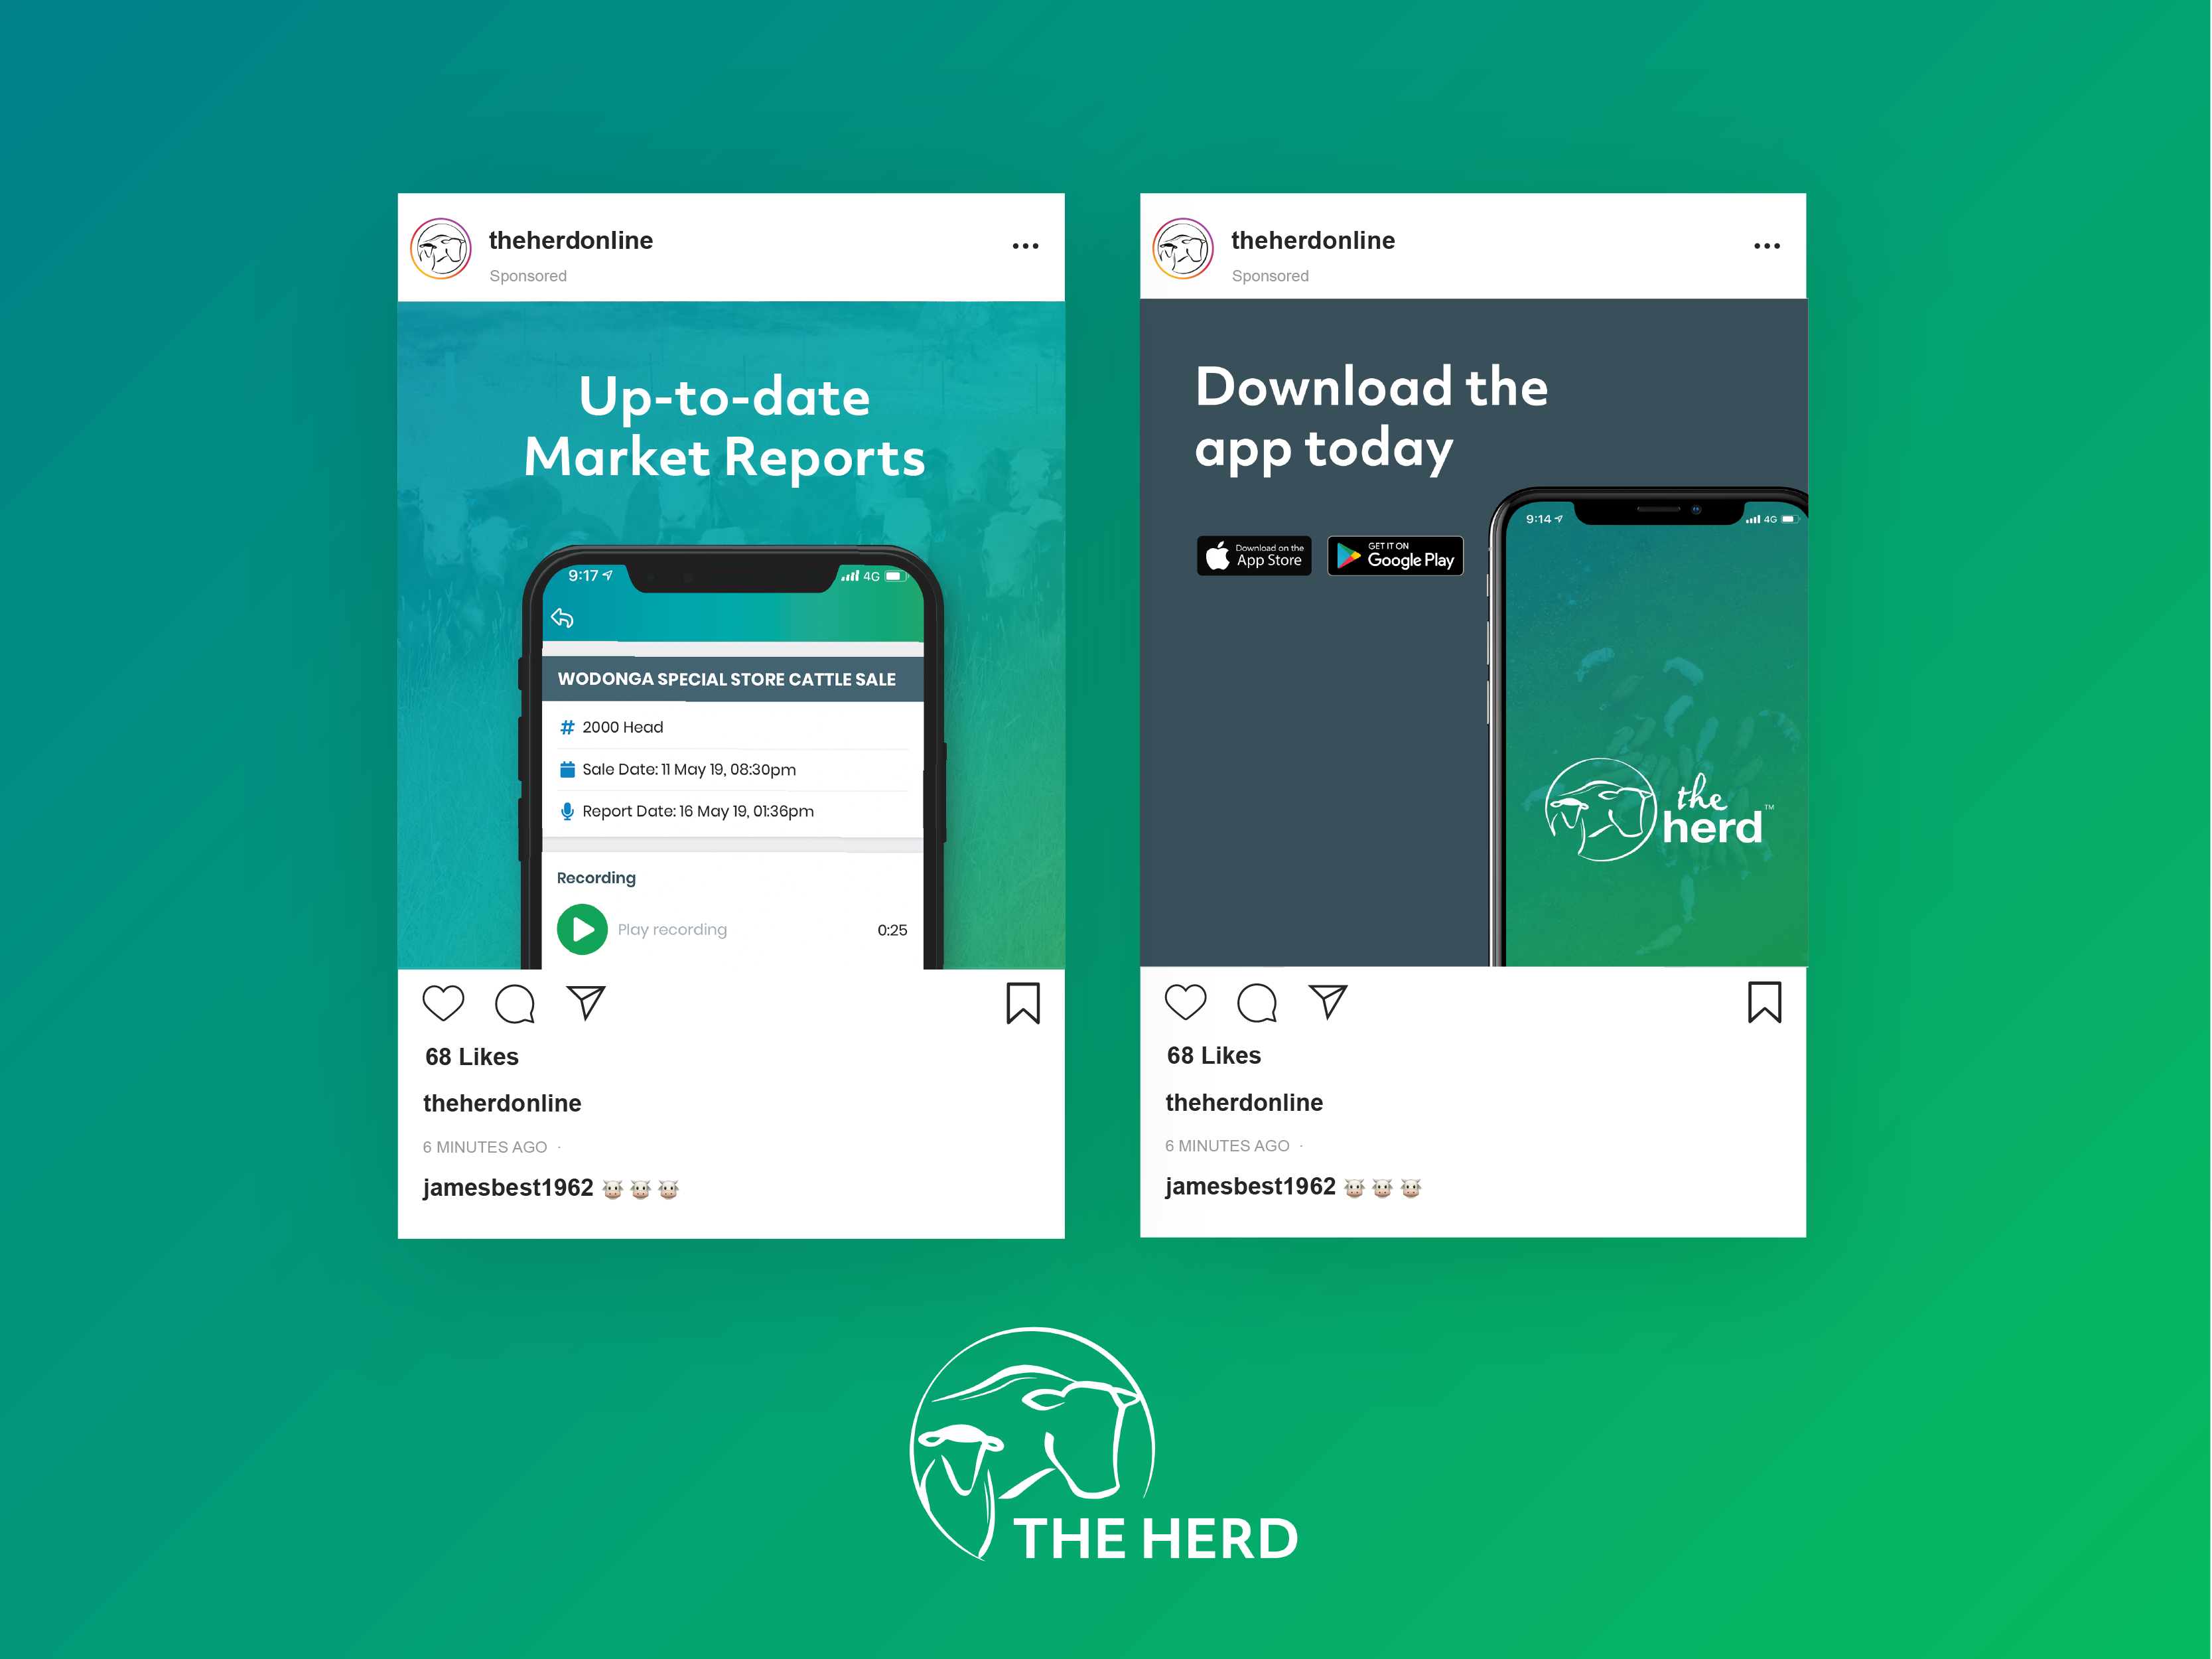 theherdonline
Sponsored
Up-to-date
Market Reports
9:17
4G
WODONGA SPECIAL STORE CATTLE SALE
# 2000 Head
Sale Date: 11 May 19, 08:30pm
Report Date: 16 May 19, 01:36pm
Recording
Play recording 0:25
68 Likes
theherdonline
6 MINUTES AGO ·
jamesbest1962 🐮🐮🐮
theherdonline
Sponsored
Download the
app today
Download on the
App Store
GET IT ON
Google Play
9:14
4G
the
herd™
68 Likes
theherdonline
6 MINUTES AGO ·
jamesbest1962 🐮🐮🐮
THE HERD